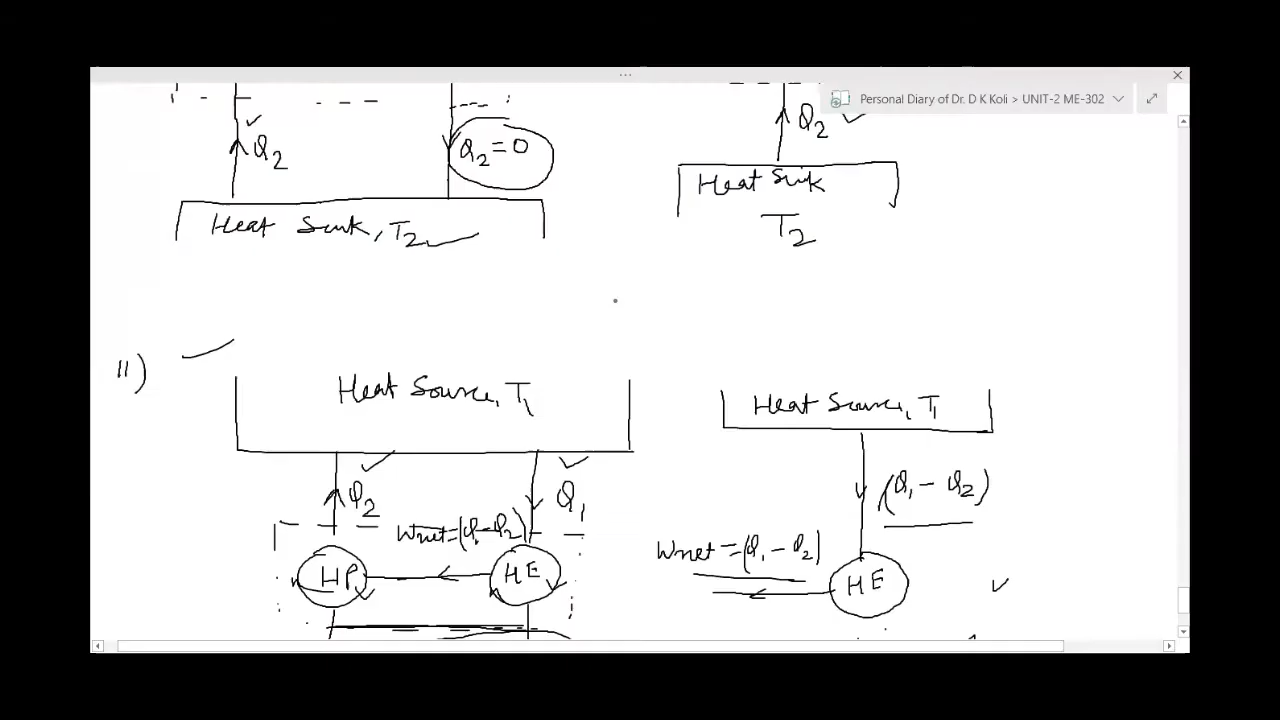 Personal Diary of Dr. D K Koli > UNIT-2 ME-302
Q2
Q2 = 0
Q2
Heat Sink, T2
Heat Sink
T2
II)
Heat Source, T1
Heat Source, T1
Q2
Q1
(Q1 - Q2)
Wnet = (Q1 - Q2)
Wnet = (Q1 - Q2)
HP
HE
HE